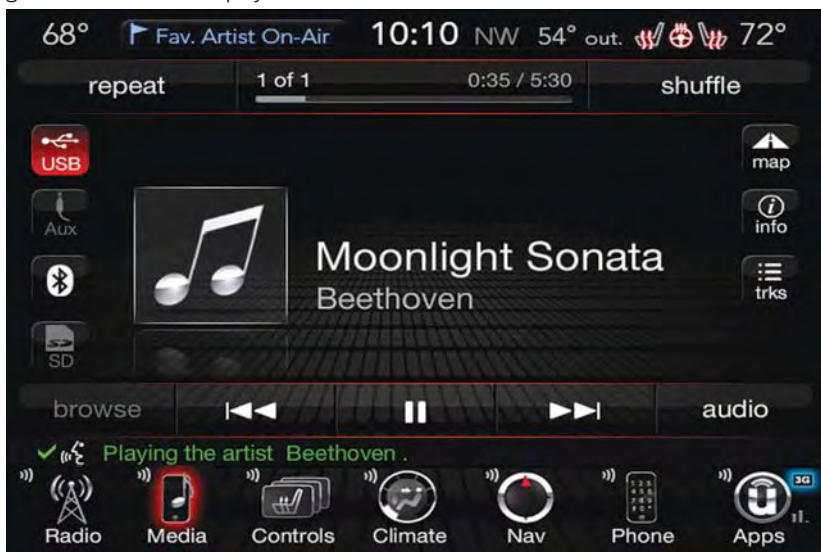 68° Fav. Artist On-Air 10:10 NW 54° out. 72°
repeat 1 of 1 0:35 / 5:30 shuffle
USB map
Aux info
Moonlight Sonata
Beethoven
trks
SD
browse audio
Playing the artist Beethoven .
3G
Radio Media Controls Climate Nav Phone Apps